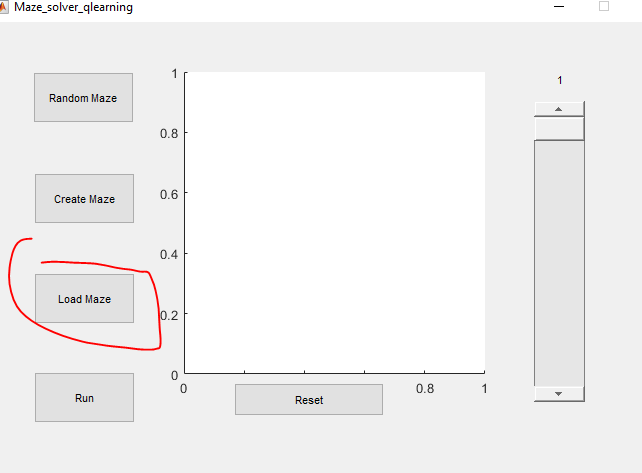 Maze_solver_qlearning
Random Maze
Create Maze
Load Maze
Run
1
0.8
0.6
0.4
0.2
0
0
0.8
1
Reset
1